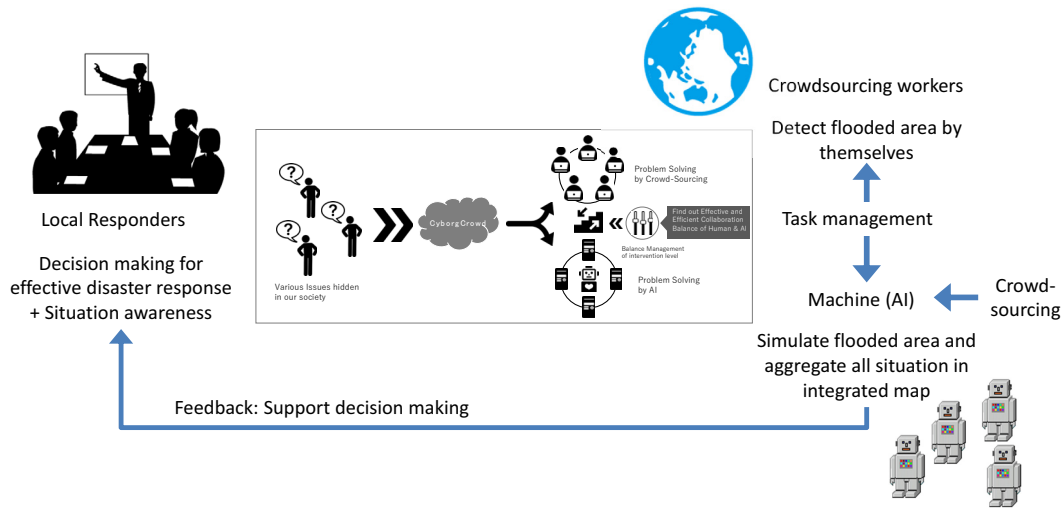 Local Responders
Decision making for
effective disaster response
+ Situation awareness
?
?
?
Various Issues hidden
in our society
CyborgCrowd
Problem Solving
by Crowd-Sourcing
Find out Effective and
Efficient Collaboration
Balance of Human & AI
Balance Management
of intervention level
Problem Solving
by AI
Crowdsourcing workers
Detect flooded area by
themselves
Task management
Machine (AI)
Crowd-
sourcing
Simulate flooded area and
aggregate all situation in
integrated map
Feedback: Support decision making